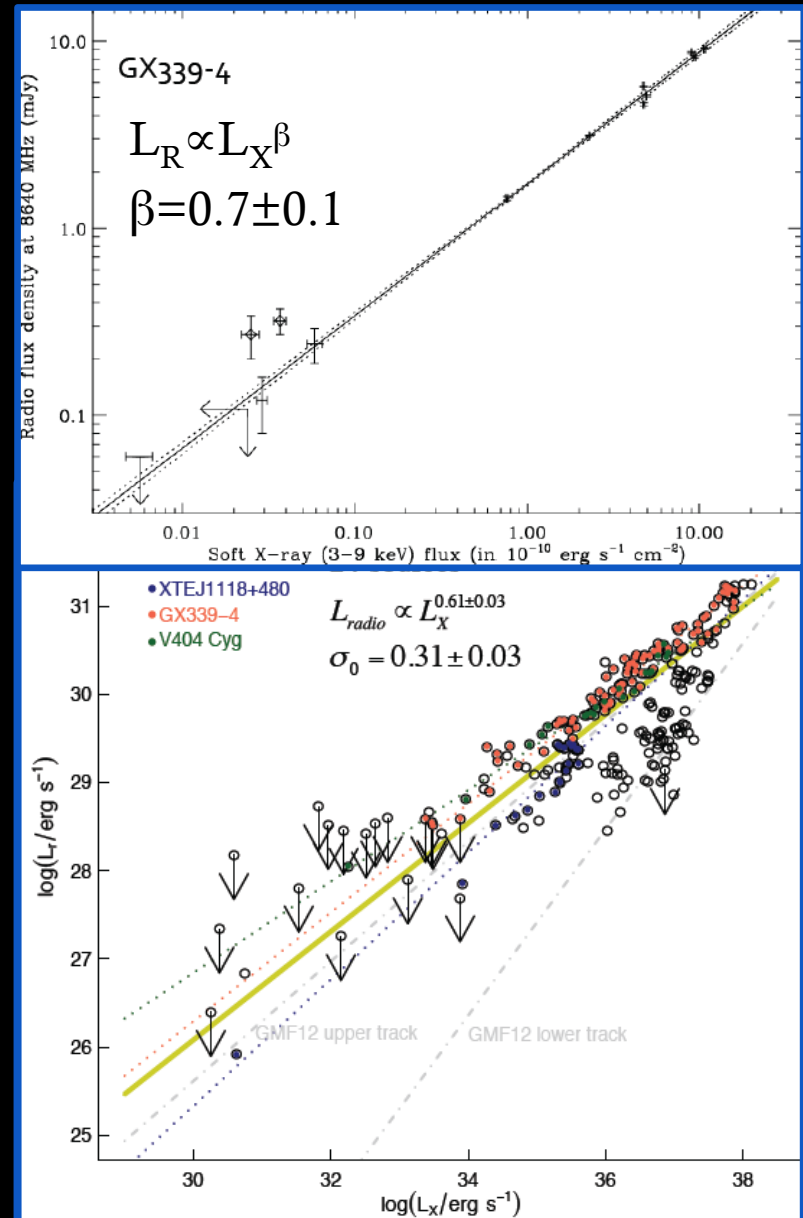 10.0
GX339-4
L_R∝L_X^β
β=0.7±0.1
1.0
0.1
Radio flux density at 8640 MHz (mJy)
0.01 0.10 1.00 10.00
Soft X-ray (3-9 keV) flux (in 10^-10 erg s^-1 cm^-2)
•XTEJ1118+480
•GX339-4
•V404 Cyg
L_radio ∝ L_X^0.61±0.03
σ_0 = 0.31±0.03
31
30
29
28
27
26
25
log(L_r/erg s^-1)
GMF12 upper track
GMF12 lower track
30 32 34 36 38
log(L_X/erg s^-1)